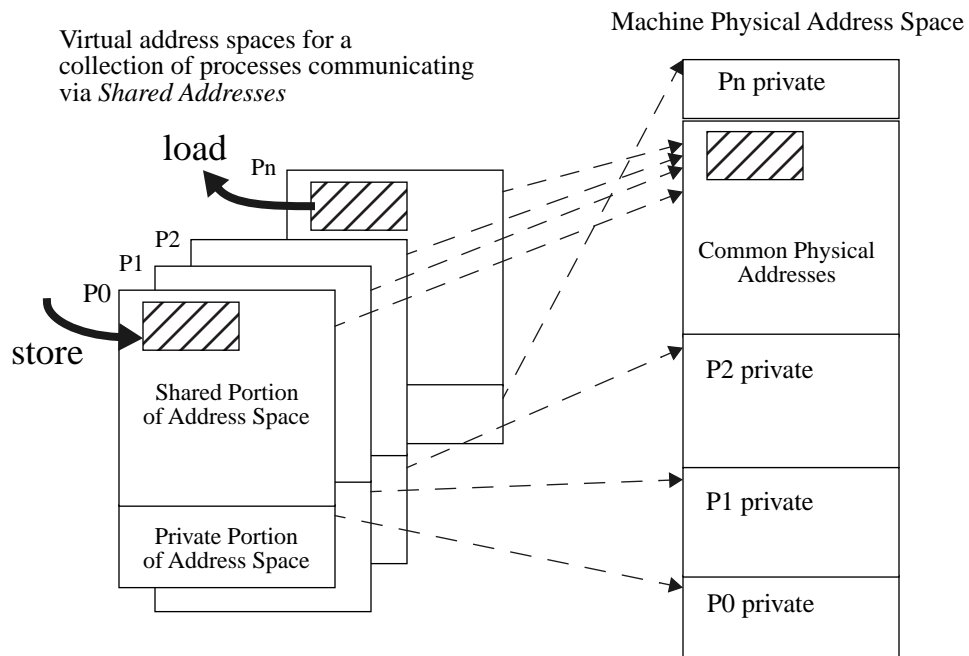 Machine Physical Address Space
Virtual address spaces for a
collection of processes communicating
via Shared Addresses
load
Pn
P2
P1
P0
store
Shared Portion
of Address Space
Private Portion
of Address Space
Pn private
Common Physical
Addresses
P2 private
P1 private
P0 private